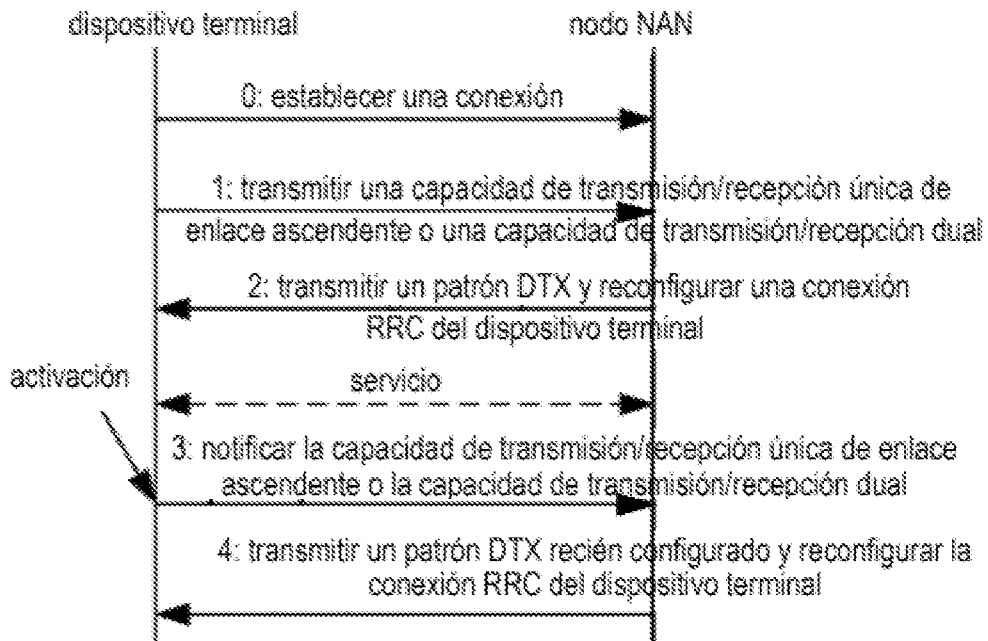 dispositivo terminal
nodo NAN
0: establecer una conexión
1: transmitir una capacidad de transmisión/recepción única de
enlace ascendente o una capacidad de transmisión/recepción dual
2: transmitir un patrón DTX y reconfigurar una conexión
RRC del dispositivo terminal
activación
servicio
3: notificar la capacidad de transmisión/recepción única de enlace
ascendente o la capacidad de transmisión/recepción dual
4: transmitir un patrón DTX recién configurado y reconfigurar la
conexión RRC del dispositivo terminal